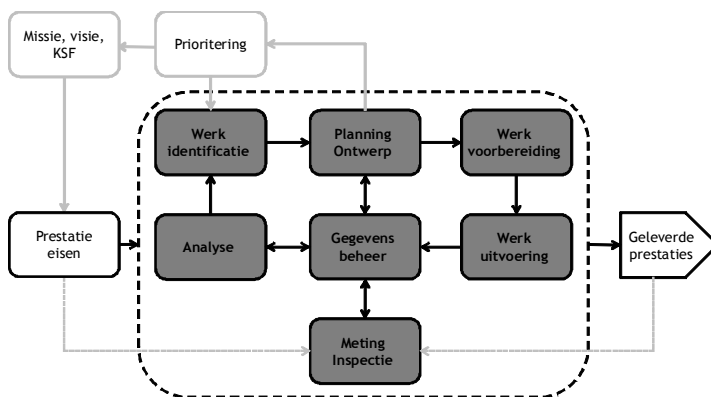 Missie, visie,
KSF
Prioritering
Werk
identificatie
Planning
Ontwerp
Werk
voorbereiding
Prestatie
eisen
Analyse
Gegevens
beheer
Werk
uitvoering
Geleverde
prestaties
Meting
Inspectie